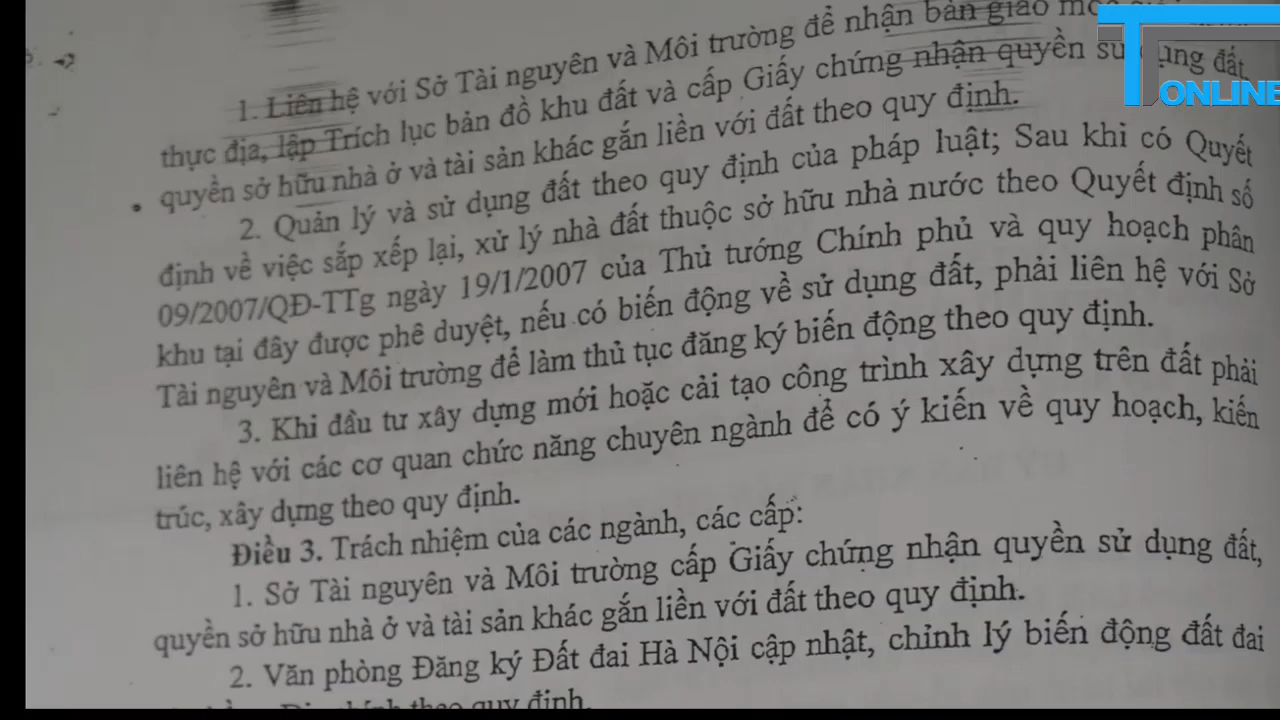 1. Liên hệ với Sở Tài nguyên và Môi trường để nhận bàn giao
thực địa, lập Trích lục bản đồ khu đất và cấp Giấy chứng nhận quyền sử dụng đất,
quyền sở hữu nhà ở và tài sản khác gắn liền với đất theo quy định.
2. Quản lý và sử dụng đất theo quy định của pháp luật; Sau khi có Quyết
định về việc sắp xếp lại, xử lý nhà đất thuộc sở hữu nhà nước theo Quyết định số
09/2007/QĐ-TTg ngày 19/1/2007 của Thủ tướng Chính phủ và quy hoạch phân
khu tại đây được phê duyệt, nếu có biến động về sử dụng đất, phải liên hệ với Sở
Tài nguyên và Môi trường để làm thủ tục đăng ký biến động theo quy định.
3. Khi đầu tư xây dựng mới hoặc cải tạo công trình xây dựng trên đất phải
liên hệ với các cơ quan chức năng chuyên ngành để có ý kiến về quy hoạch, kiến
trúc, xây dựng theo quy định.
Điều 3. Trách nhiệm của các ngành, các cấp:
1. Sở Tài nguyên và Môi trường cấp Giấy chứng nhận quyền sử dụng đất,
quyền sở hữu nhà ở và tài sản khác gắn liền với đất theo quy định.
2. Văn phòng Đăng ký Đất đai Hà Nội cập nhật, chỉnh lý biến động đất đai
theo quy định.
T ONLINE